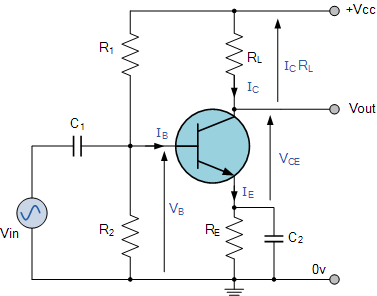 +Vcc
R1
RL
IC RL
IC
Vout
C1
IB
VCE
VB
IE
Vin
R2
RE
C2
0v